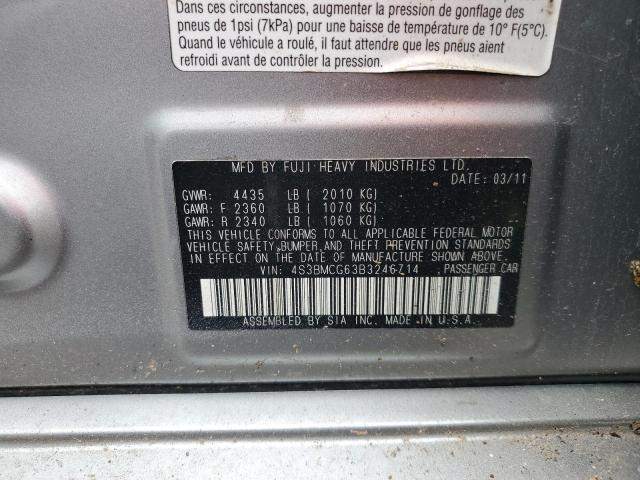 Dans ces circonstances, augmenter la pression de gonflage des
pneus de 1psi (7kPa) pour une baisse de température de 10° F(5°C).
Quand le véhicule a roulé, il faut attendre que les pnéus aient
refroidi avant de contrôler la pression.
MFD BY FUJI HEAVY INDUSTRIES LTD.
DATE: 03/11
GVWR: 4435 LB ( 2010 KG)
GAWR: F 2360 LB ( 1070 KG)
GAWR: R 2340 LB ( 1060 KG)
THIS VEHICLE CONFORMS TO ALL APPLICABLE FEDERAL MOTOR
VEHICLE SAFETY, BUMPER, AND THEFT PREVENTION STANDARDS
IN EFFECT ON THE DATE OF MANUFACTURE SHOWN ABOVE.
VIN: 4S3BMCG63B3246714 PASSENGER CAR
ASSEMBLED BY SIA INC. MADE IN U.S.A.